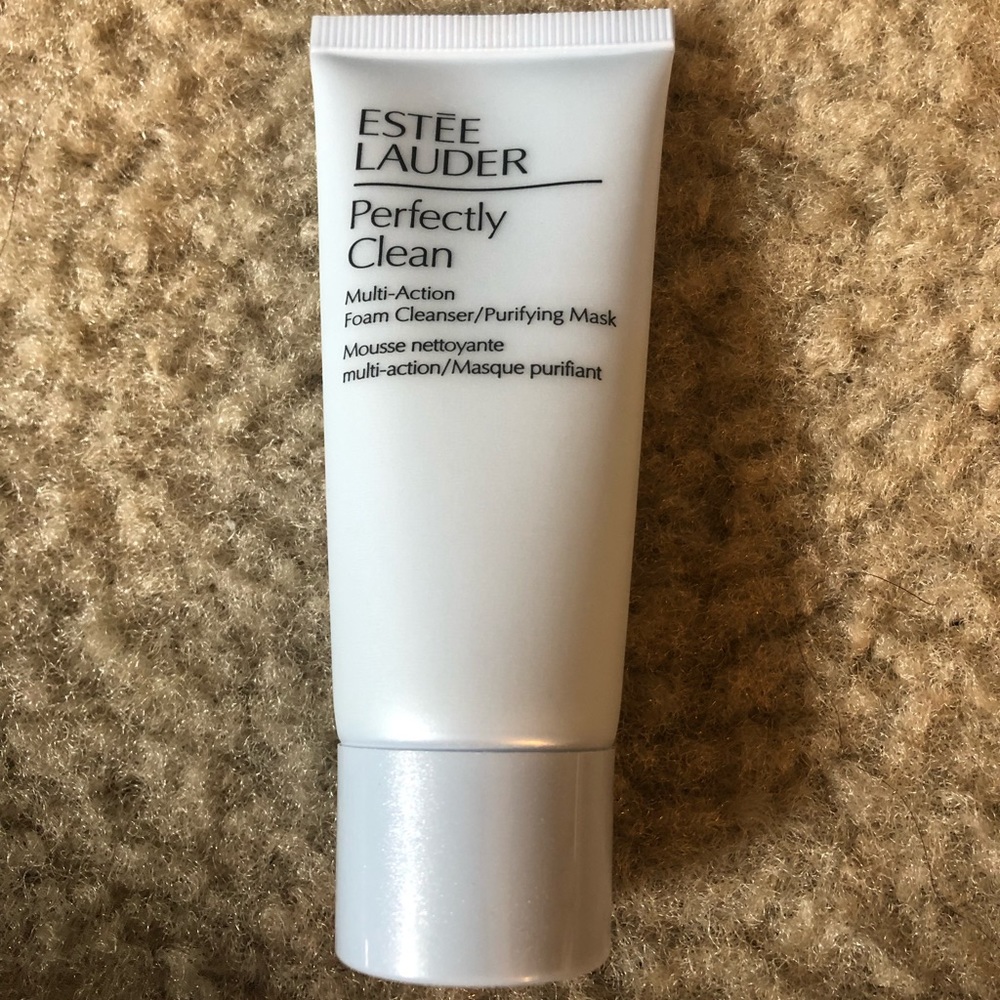 ESTĒE
LAUDER
Perfectly
Clean
Multi-Action
Foam Cleanser/Purifying Mask
Mousse nettoyante
multi-action/Masque purifiant